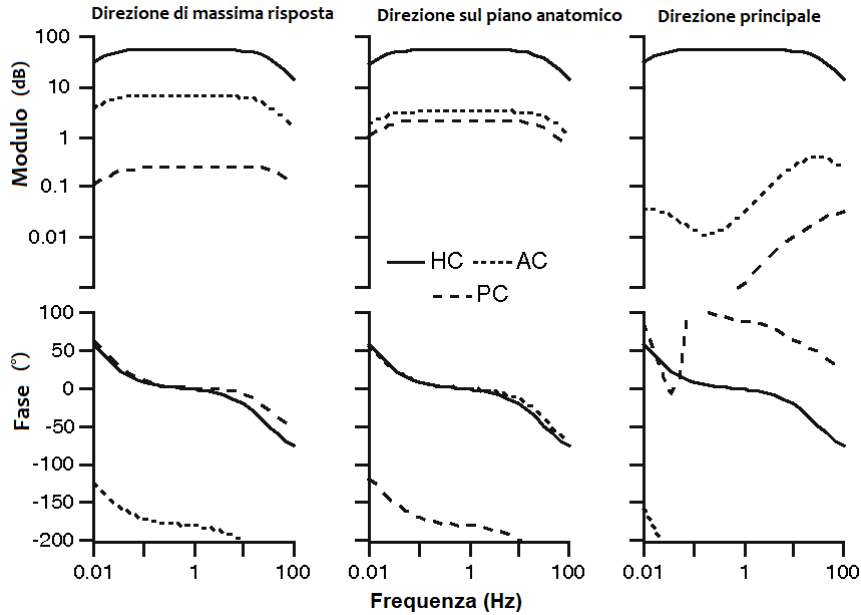 Direzione di massima risposta
Direzione sul piano anatomico
Direzione principale
Modulo (dB)
100
10
1
0.1
0.01
HC AC
PC
Fase (°)
100
50
0
-50
-100
-150
-200
0.01 1 100
0.01 1 100
0.01 1 100
Frequenza (Hz)